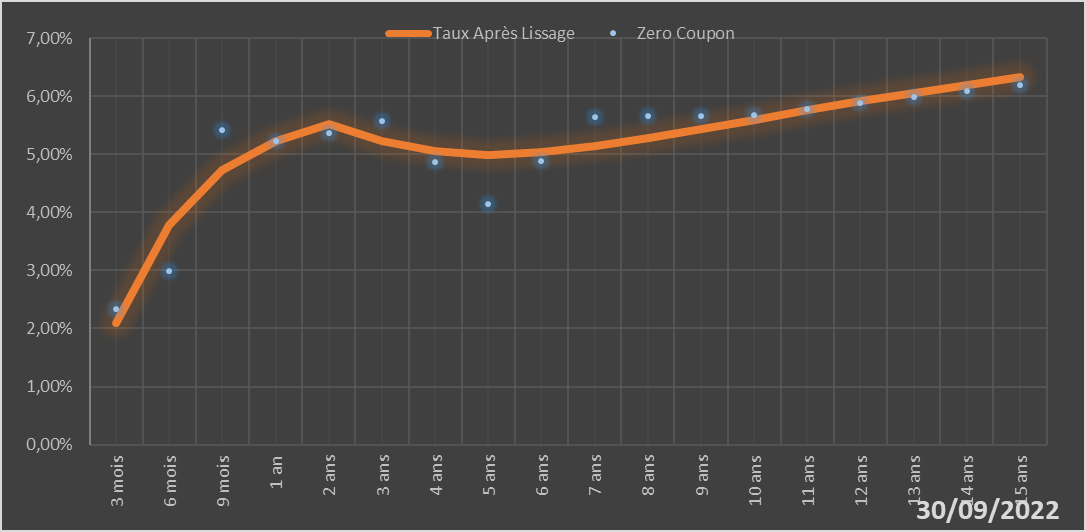 Taux Après Lissage
Zero Coupon
7,00%
6,00%
5,00%
4,00%
3,00%
2,00%
1,00%
0,00%
3 mois
6 mois
9 mois
1 an
2 ans
3 ans
4 ans
5 ans
6 ans
7 ans
8 ans
9 ans
10 ans
11 ans
12 ans
13 ans
14 ans
15 ans
30/09/2022